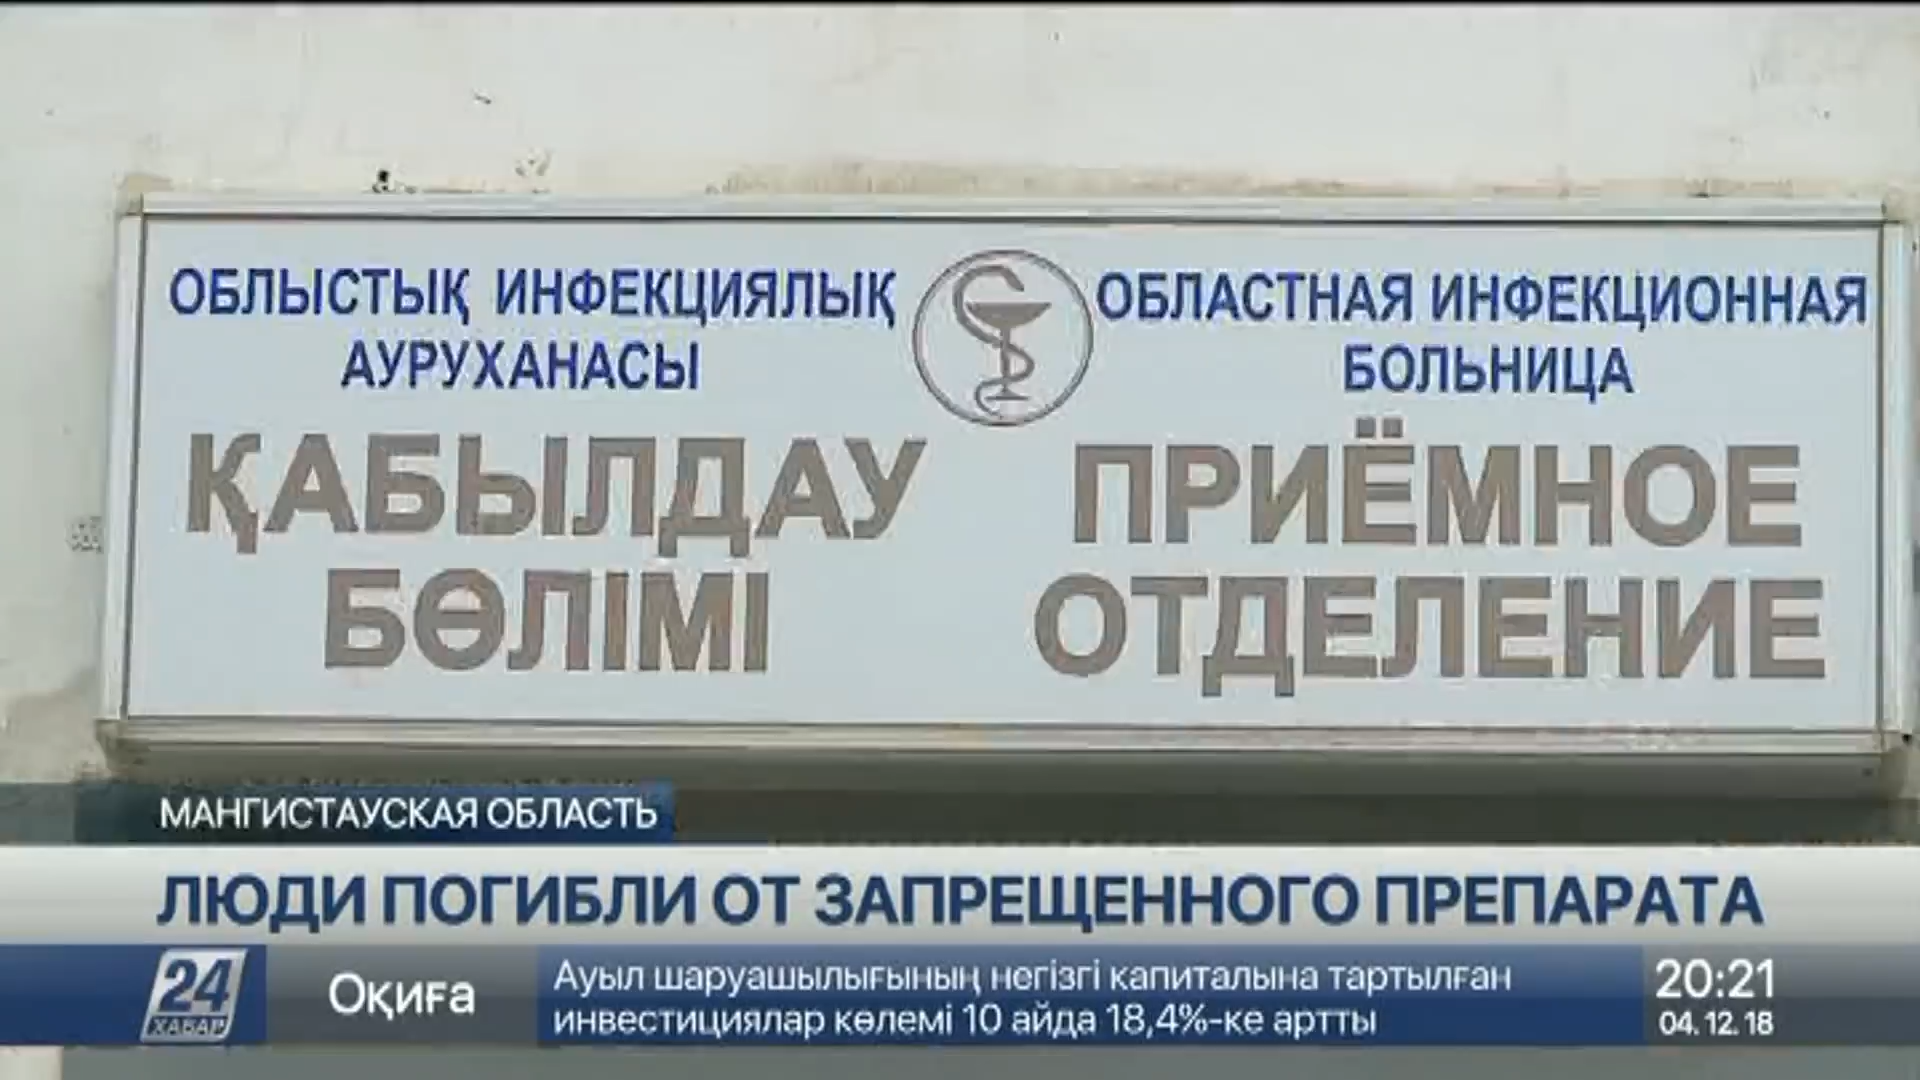 ОБЛЫСТЫҚ ИНФЕКЦИЯЛЫҚ
АУРУХАНАСЫ
ҚАБЫЛДАУ
БӨЛІМІ
ОБЛАСТНАЯ ИНФЕКЦИОННАЯ
БОЛЬНИЦА
ПРИЁМНОЕ
ОТДЕЛЕНИЕ
МАНГИСТАУСКАЯ ОБЛАСТЬ
ЛЮДИ ПОГИБЛИ ОТ ЗАПРЕЩЕННОГО ПРЕПАРАТА
24
ХАБАР
Оқиға
Ауыл шаруашылығының негізгі капиталына тартылған
инвестициялар көлемі 10 айда 18,4%-ке артты
20:21
04.12.18